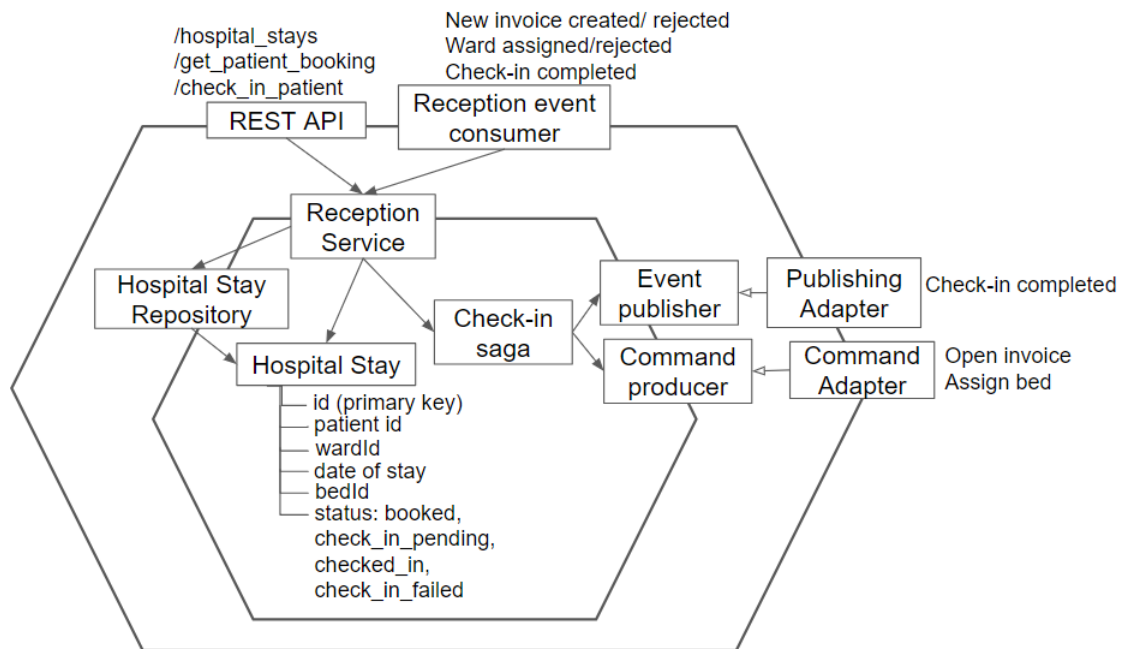 /hospital_stays
/get_patient_booking
/check_in_patient
REST API
New invoice created/ rejected
Ward assigned/rejected
Check-in completed
Reception event
consumer
Reception
Service
Hospital Stay
Repository
Hospital Stay
id (primary key)
patient id
wardId
date of stay
bedId
status: booked,
check_in_pending,
checked_in,
check_in_failed
Check-in
saga
Event
publisher
Command
producer
Publishing
Adapter
Check-in completed
Command
Adapter
Open invoice
Assign bed